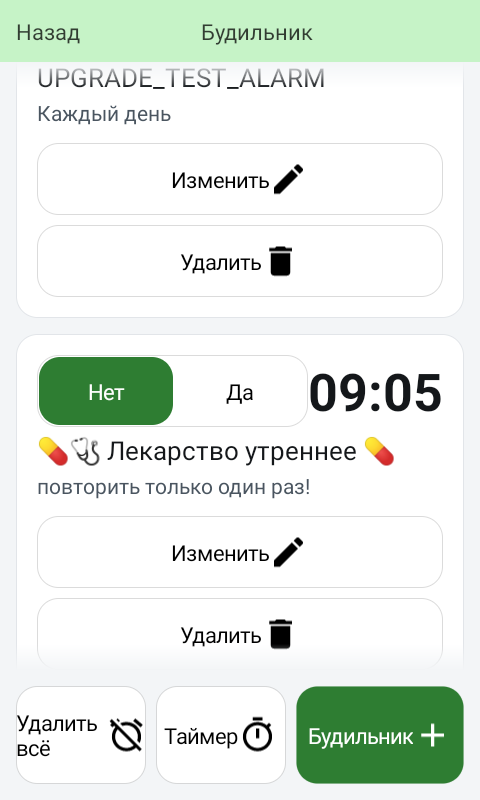 Назад
Будильник
UPGRADE_TEST_ALARM
Каждый день
Изменить
Удалить
Нет
Да
09:05
💊🩺 Лекарство утреннее 💊
повторить только один раз!
Изменить
Удалить
Удалить
всё
Таймер
Будильник